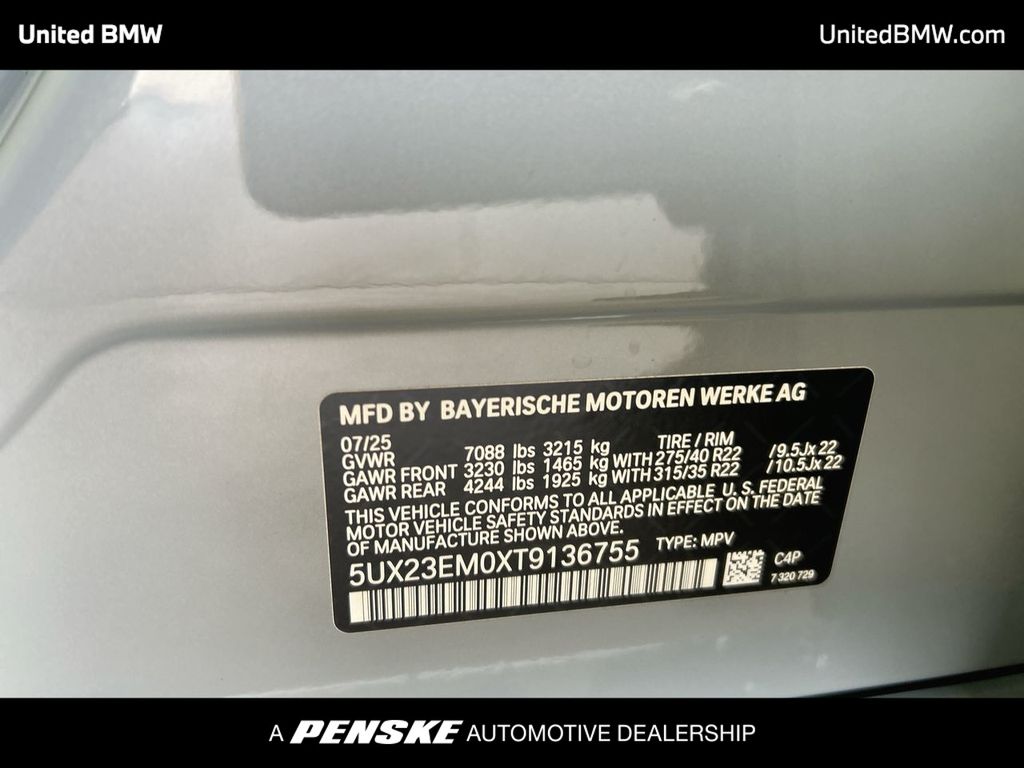 United BMW
UnitedBMW.com
MFD BY BAYERISCHE MOTOREN WERKE AG
07/25
GVWR 7088 lbs 3215 kg TIRE / RIM
GAWR FRONT 3230 lbs 1465 kg WITH 275/40 R22 /9.5Jx 22
GAWR REAR 4244 lbs 1925 kg WITH 315/35 R22 /10.5Jx 22
THIS VEHICLE CONFORMS TO ALL APPLICABLE U. S. FEDERAL
MOTOR VEHICLE SAFETY STANDARDS IN EFFECT ON THE DATE
OF MANUFACTURE SHOWN ABOVE.
5UX23EM0XT9136755 TYPE: MPV
C4P
7 320 729
A PENSKE AUTOMOTIVE DEALERSHIP